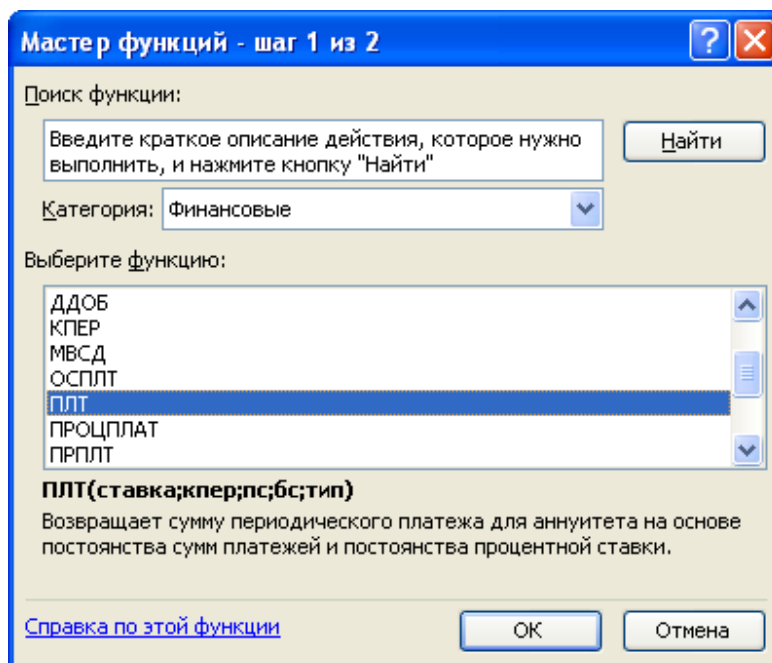 Мастер функций - шаг 1 из 2
Поиск функции:
Введите краткое описание действия, которое нужно
выполнить, и нажмите кнопку "Найти"
Найти
Категория: Финансовые
Выберите функцию:
ДДОБ
КПЕР
МВСД
ОСПЛТ
ПЛТ
ПРОЦПЛАТ
ПРПЛТ
ПЛТ(ставка;кпер;пс;бс;тип)
Возвращает сумму периодического платежа для аннуитета на основе
постоянства сумм платежей и постоянства процентной ставки.
Справка по этой функции
ОК
Отмена